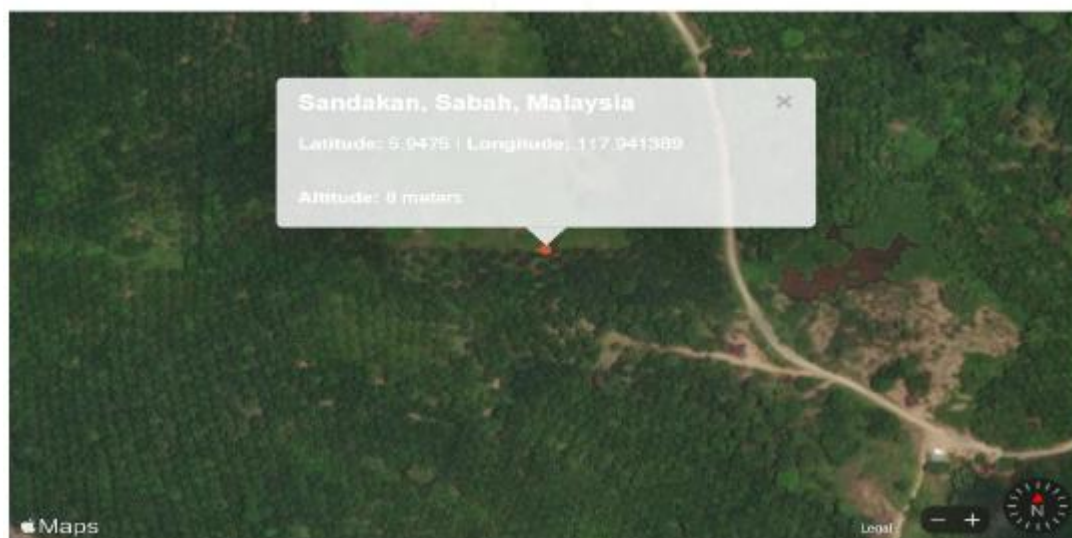 Sandakan, Sabah, Malaysia
Latitude: 5.9475 | Longitude: 117.941389
Altitude: 8 meters
Maps
Legal
N